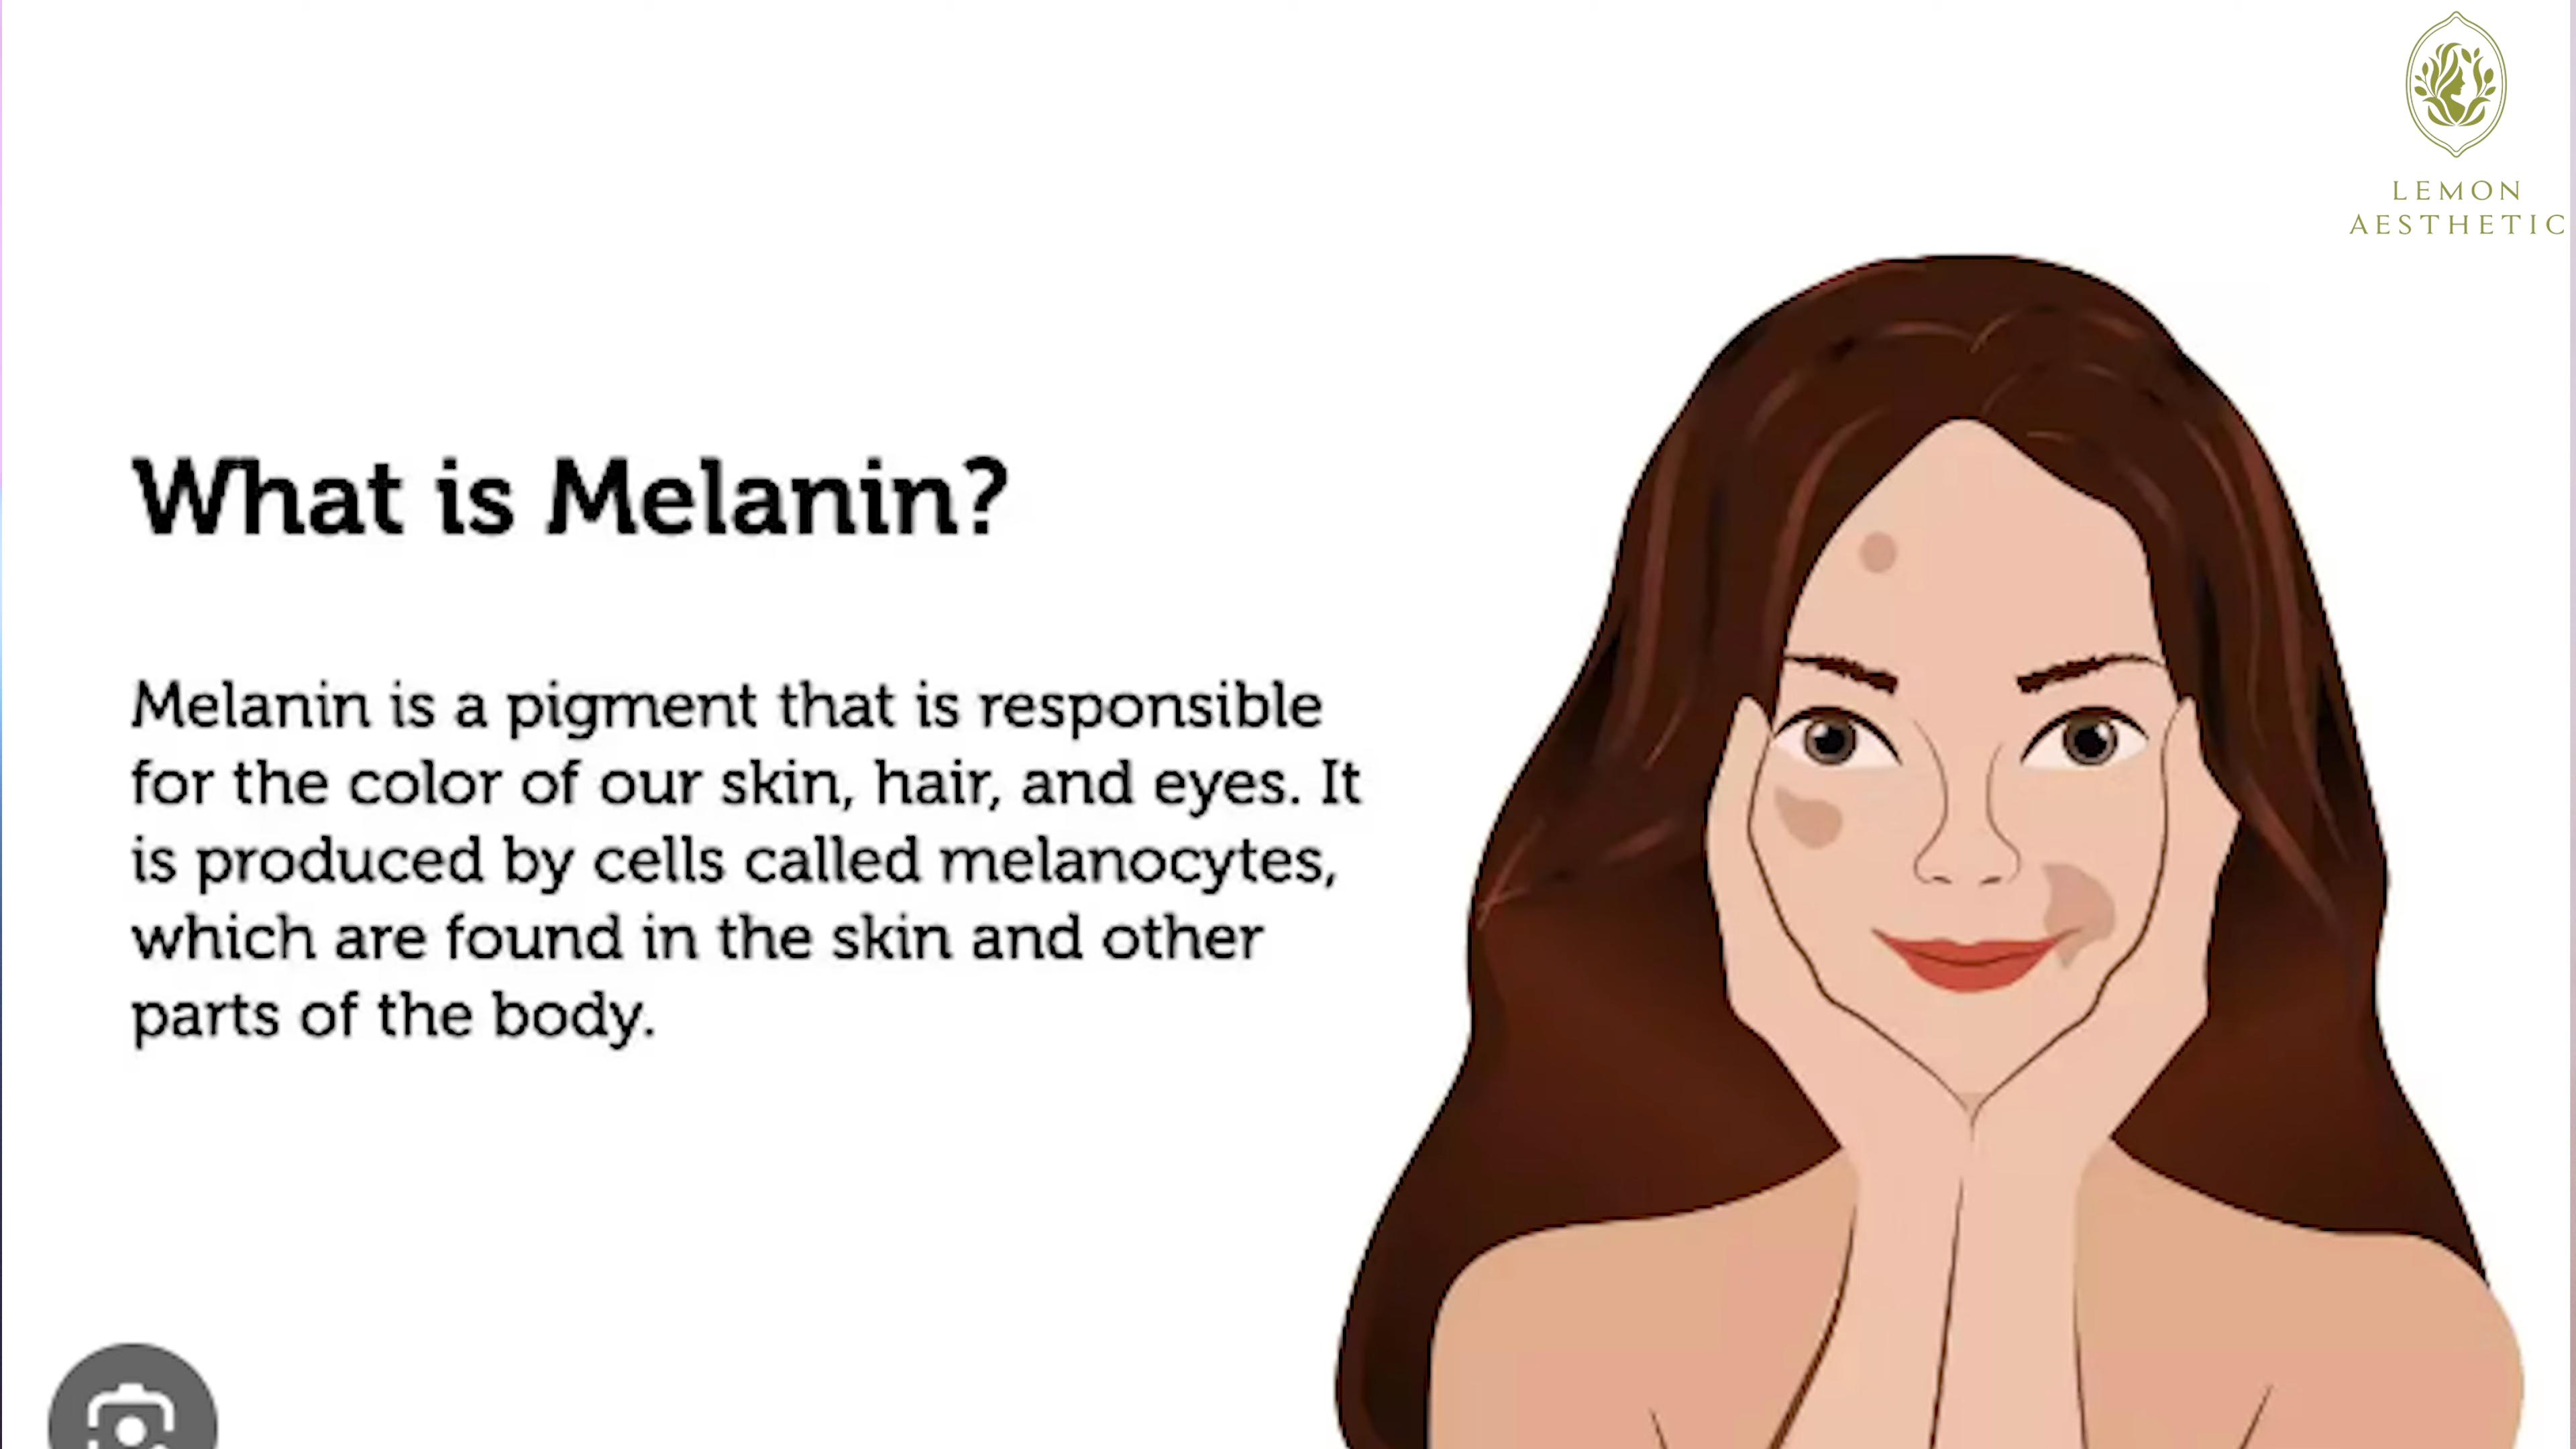 LEMON
AESTHETIC
What is Melanin?
Melanin is a pigment that is responsible
for the color of our skin, hair, and eyes. It
is produced by cells called melanocytes,
which are found in the skin and other
parts of the body.